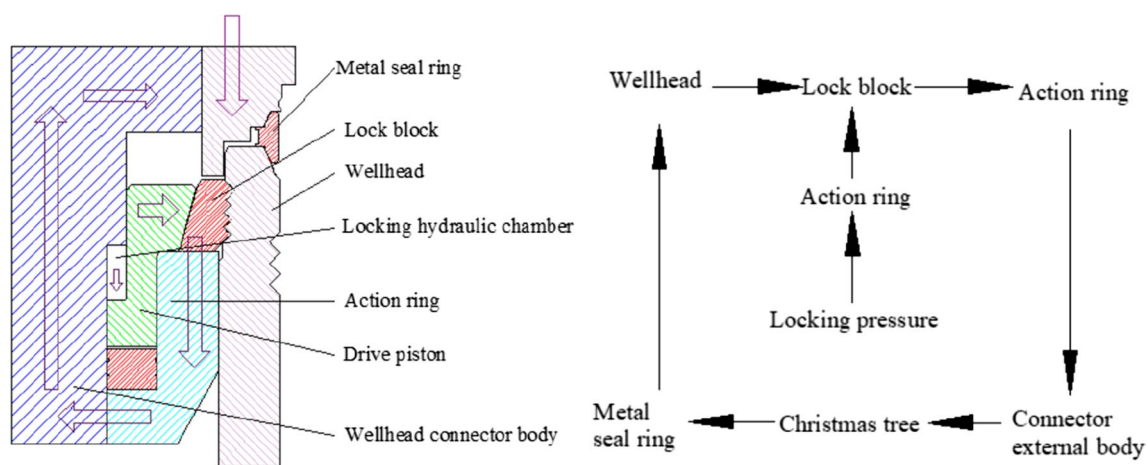 Metal seal ring
Lock block
Wellhead
Locking hydraulic chamber
Action ring
Drive piston
Wellhead connector body
Wellhead
Lock block
Action ring
Action ring
Locking pressure
Metal
seal ring
Christmas tree
Connector
external body